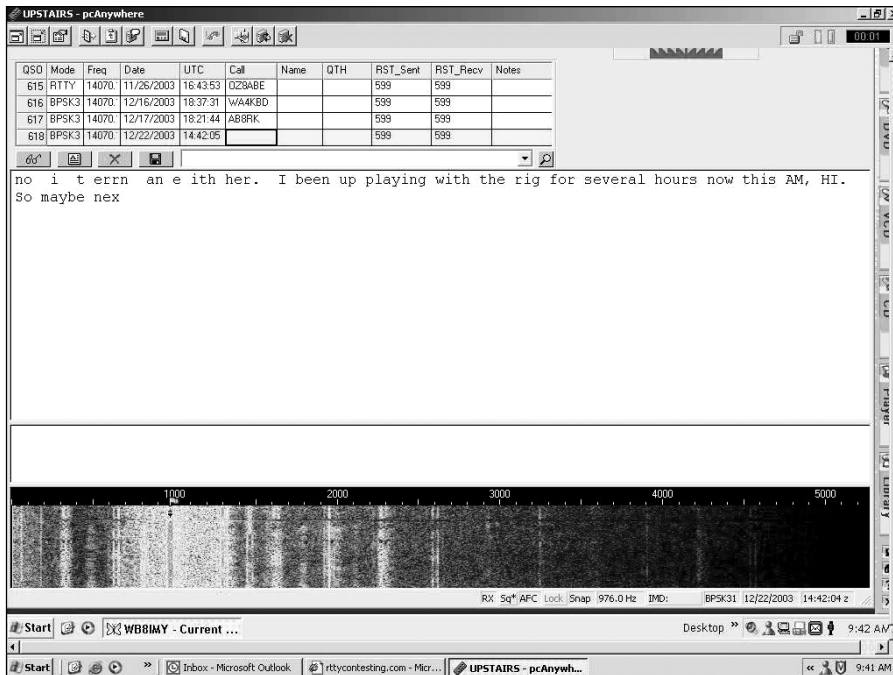 UPSTAIRS - pcAnywhere
00:01
QSO Mode Freq Date UTC Call Name QTH RST_Sent RST_Recv Notes
615 RTTY 14070. 11/26/2003 16:43:53 OZ8ABE 599 599
616 BPSK3 14070. 12/16/2003 18:37:31 WA4KBD 599 599
617 BPSK3 14070. 12/17/2003 18:21:44 AB8RK 599 599
618 BPSK3 14070. 12/22/2003 14:42:05 599 599
no i t errn an e ith her. I been up playing with the rig for several hours now this AM, HI.
So maybe nex
DVD
VCD
CD
Player
Library
1000 2000 3000 4000 5000
RX Sq* AFC Lock Snap 976.0 Hz IMD: BPSK31 12/22/2003 14:42:04 z
Start WB8IMY - Current ... Desktop » 9:42 AM
Start » Inbox - Microsoft Outlook rttycontesting.com - Micr... UPSTAIRS - pcAnywh... « 9:41 AM